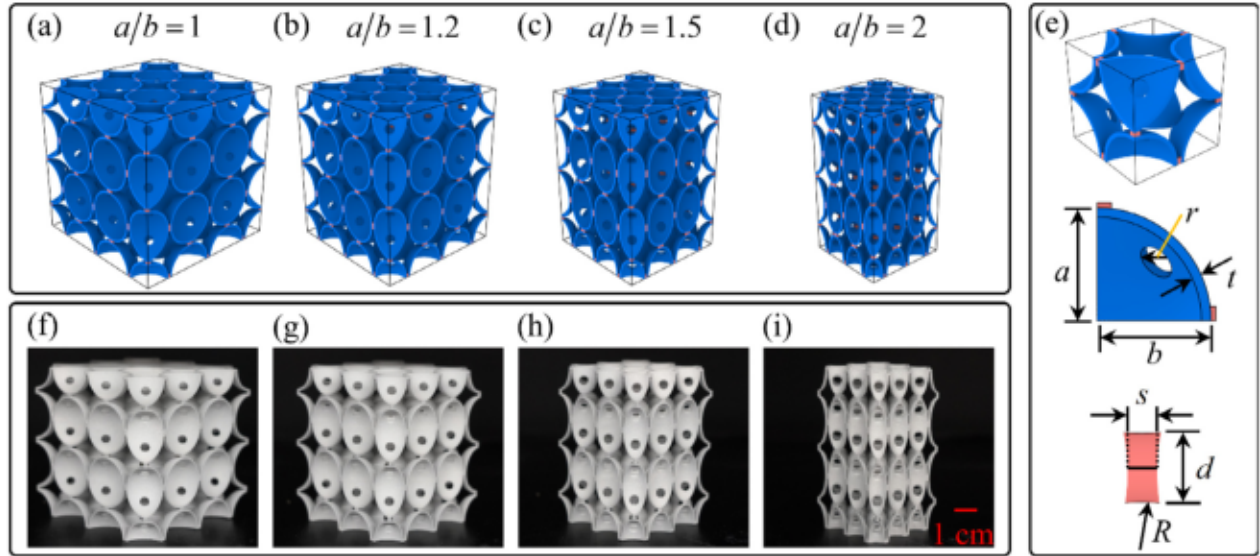 (a) a/b = 1
(b) a/b = 1.2
(c) a/b = 1.5
(d) a/b = 2
(e)
r
a
t
b
s
d
R
(f)
(g)
(h)
(i)
1 cm